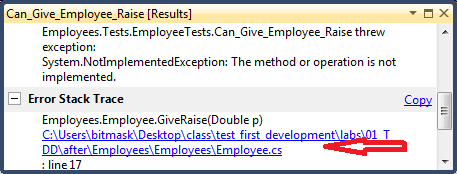 Can_Give_Employee_Raise [Results]
Employees.Tests.EmployeeTests.Can_Give_Employee_Raise threw
exception:
System.NotImplementedException: The method or operation is not
implemented.
Error Stack Trace
Copy
Employees.Employee.GiveRaise(Double p)
C:\Users\bitmask\Desktop\class\test_first_development\labs\01_T
DD\after\Employees\Employees\Employee.cs
: line 17